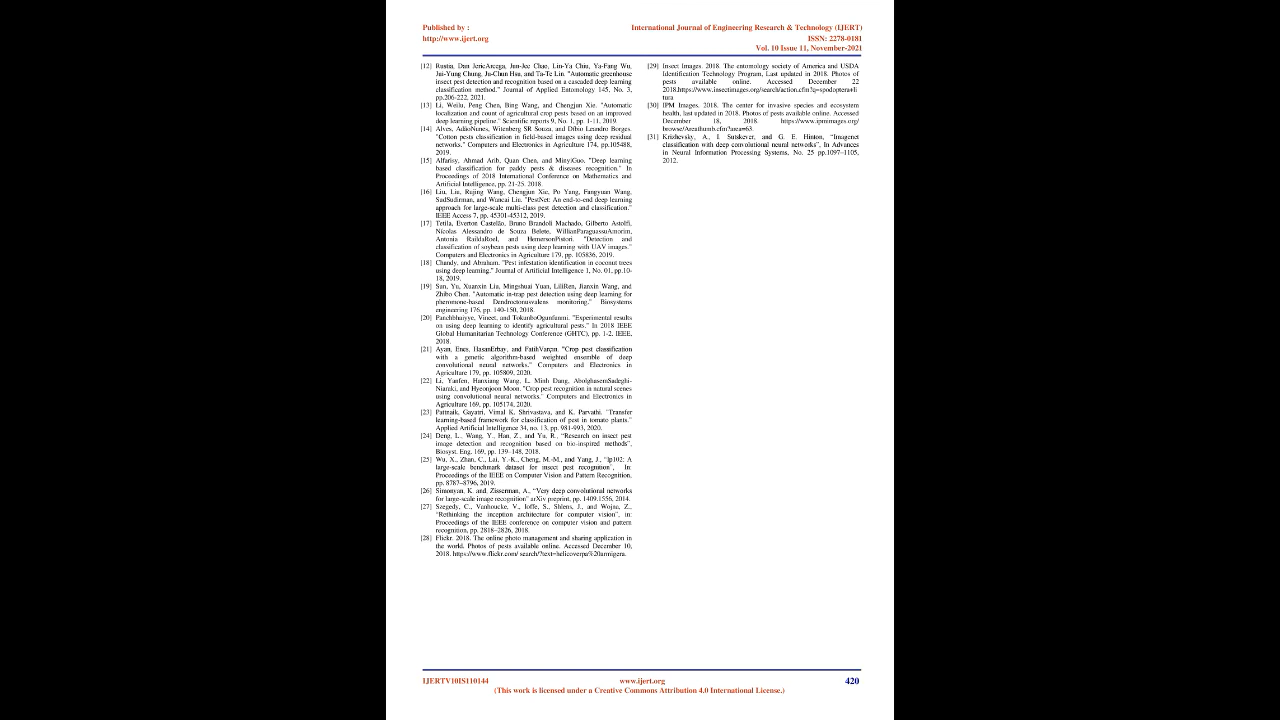 Published by :
http://www.ijert.org
International Journal of Engineering Research & Technology (IJERT)
ISSN: 2278-0181
Vol. 10 Issue 11, November-2021
[12] Rustia, Dan JericArcega, Jun-Jee Chao, Lin-Ya Chiu, Ya-Fang Wu,
Jui-Yung Chung, Ju-Chun Hsu, and Ta-Te Lin. "Automatic greenhouse
insect pest detection and recognition based on a cascaded deep learning
classification method." Journal of Applied Entomology 145, No. 3,
pp.206-222, 2021.
[13] Li, Weilu, Peng Chen, Bing Wang, and Chengjun Xie. "Automatic
localization and count of agricultural crop pests based on an improved
deep learning pipeline." Scientific reports 9, No. 1, pp. 1-11, 2019.
[14] Alves, AdãoNunes, Witenberg SR Souza, and Díbio Leandro Borges.
"Cotton pests classification in field-based images using deep residual
networks." Computers and Electronics in Agriculture 174, pp.105488,
2019.
[15] Alfarisy, Ahmad Arib, Quan Chen, and MinyiGuo. "Deep learning
based classification for paddy pests & diseases recognition." In
Proceedings of 2018 International Conference on Mathematics and
Artificial Intelligence, pp. 21-25. 2018.
[16] Liu, Liu, Rujing Wang, Chengjun Xie, Po Yang, Fangyuan Wang,
SudSudirman, and Wancai Liu. "PestNet: An end-to-end deep learning
approach for large-scale multi-class pest detection and classification."
IEEE Access 7, pp. 45301-45312, 2019.
[17] Tetila, Everton Castelão, Bruno Brandoli Machado, Gilberto Astolfi,
Nícolas Alessandro de Souza Belete, WillianParaguassuAmorim,
Antonia RaildaRoel, and HemersonPistori. "Detection and
classification of soybean pests using deep learning with UAV images."
Computers and Electronics in Agriculture 179, pp. 105836, 2019.
[18] Chandy, and Abraham. "Pest infestation identification in coconut trees
using deep learning." Journal of Artificial Intelligence 1, No. 01, pp.10-
18, 2019.
[19] Sun, Yu, Xuanxin Liu, Mingshuai Yuan, LiliRen, Jianxin Wang, and
Zhibo Chen. "Automatic in-trap pest detection using deep learning for
pheromone-based Dendroctonusvalens monitoring." Biosystems
engineering 176, pp. 140-150, 2018.
[20] Panchbhaiyye, Vineet, and TokunboOgunfunmi. "Experimental results
on using deep learning to identify agricultural pests." In 2018 IEEE
Global Humanitarian Technology Conference (GHTC), pp. 1-2. IEEE,
2018.
[21] Ayan, Enes, HasanErbay, and FatihVarçın. "Crop pest classification
with a genetic algorithm-based weighted ensemble of deep
convolutional neural networks." Computers and Electronics in
Agriculture 179, pp. 105809, 2020.
[22] Li, Yanfen, Hanxiang Wang, L. Minh Dang, AbolghasemSadeghi-
Niaraki, and Hyeonjoon Moon. "Crop pest recognition in natural scenes
using convolutional neural networks." Computers and Electronics in
Agriculture 169, pp. 105174, 2020.
[23] Pattnaik, Gayatri, Vimal K. Shrivastava, and K. Parvathi. "Transfer
learning-based framework for classification of pest in tomato plants."
Applied Artificial Intelligence 34, no. 13, pp. 981-993, 2020.
[24] Deng, L., Wang, Y., Han, Z., and Yu, R., “Research on insect pest
image detection and recognition based on bio-inspired methods”,
Biosyst. Eng. 169, pp. 139–148, 2018.
[25] Wu, X., Zhan, C., Lai, Y.-K., Cheng, M.-M., and Yang, J., “Ip102: A
large-scale benchmark dataset for insect pest recognition”, In:
Proceedings of the IEEE on Computer Vision and Pattern Recognition,
pp. 8787–8796, 2019.
[26] Simonyan, K. and, Zisserman, A., “Very deep convolutional networks
for large-scale image recognition” arXiv preprint, pp. 1409.1556, 2014.
[27] Szegedy, C., Vanhoucke, V., Ioffe, S., Shlens, J., and Wojna, Z.,
“Rethinking the inception architecture for computer vision”, in:
Proceedings of the IEEE conference on computer vision and pattern
recognition, pp. 2818–2826, 2018.
[28] Flickr. 2018. The online photo management and sharing application in
the world. Photos of pests available online. Accessed December 10,
2018. https://www.flickr.com/ search/?text=helicoverpa%20armigera.
[29] Insect Images. 2018. The entomology society of America and USDA
Identification Technology Program, Last updated in 2018. Photos of
pests available online. Accessed December 22
2018.https://www.insectimages.org/search/action.cfm?q=spodoptera+li
tura
[30] IPM Images. 2018. The center for invasive species and ecosystem
health, last updated in 2018. Photos of pests available online. Accessed
December 18, 2018. https://www.ipmimages.org/
browse/Areathumb.cfm?area=63.
[31] Krizhevsky, A., I. Sutskever, and G. E. Hinton, “Imagenet
classification with deep convolutional neural networks”, In Advances
in Neural Information Processing Systems, No. 25 pp.1097–1105,
2012.
IJERTV10IS110144
www.ijert.org
420
(This work is licensed under a Creative Commons Attribution 4.0 International License.)